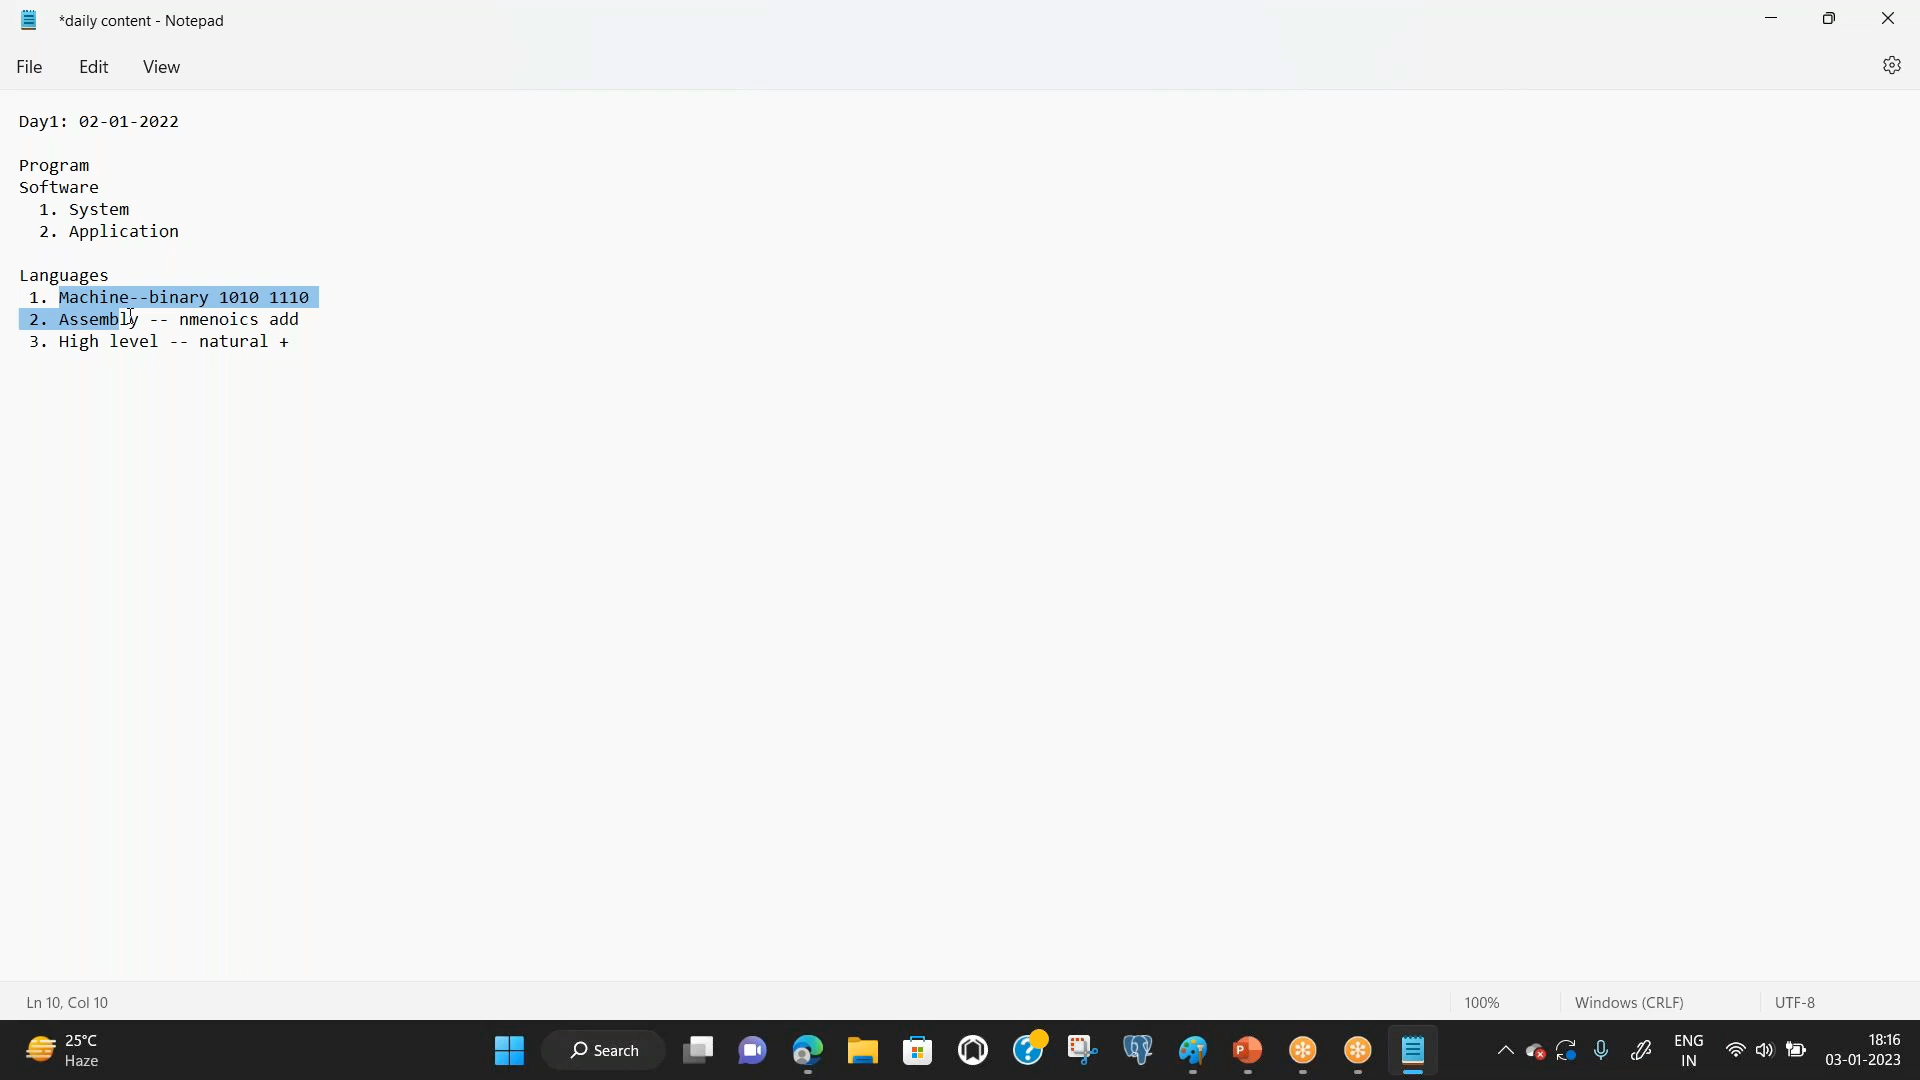 *daily content - Notepad
File Edit View
Day1: 02-01-2022
Program
Software
1. System
2. Application
Languages
1. Machine--binary 1010 1110
2. Assembly -- nmenoics add
3. High level -- natural +
Ln 10, Col 10
100%
Windows (CRLF)
UTF-8
25°C
Haze
Search
ENG
IN
18:16
03-01-2023